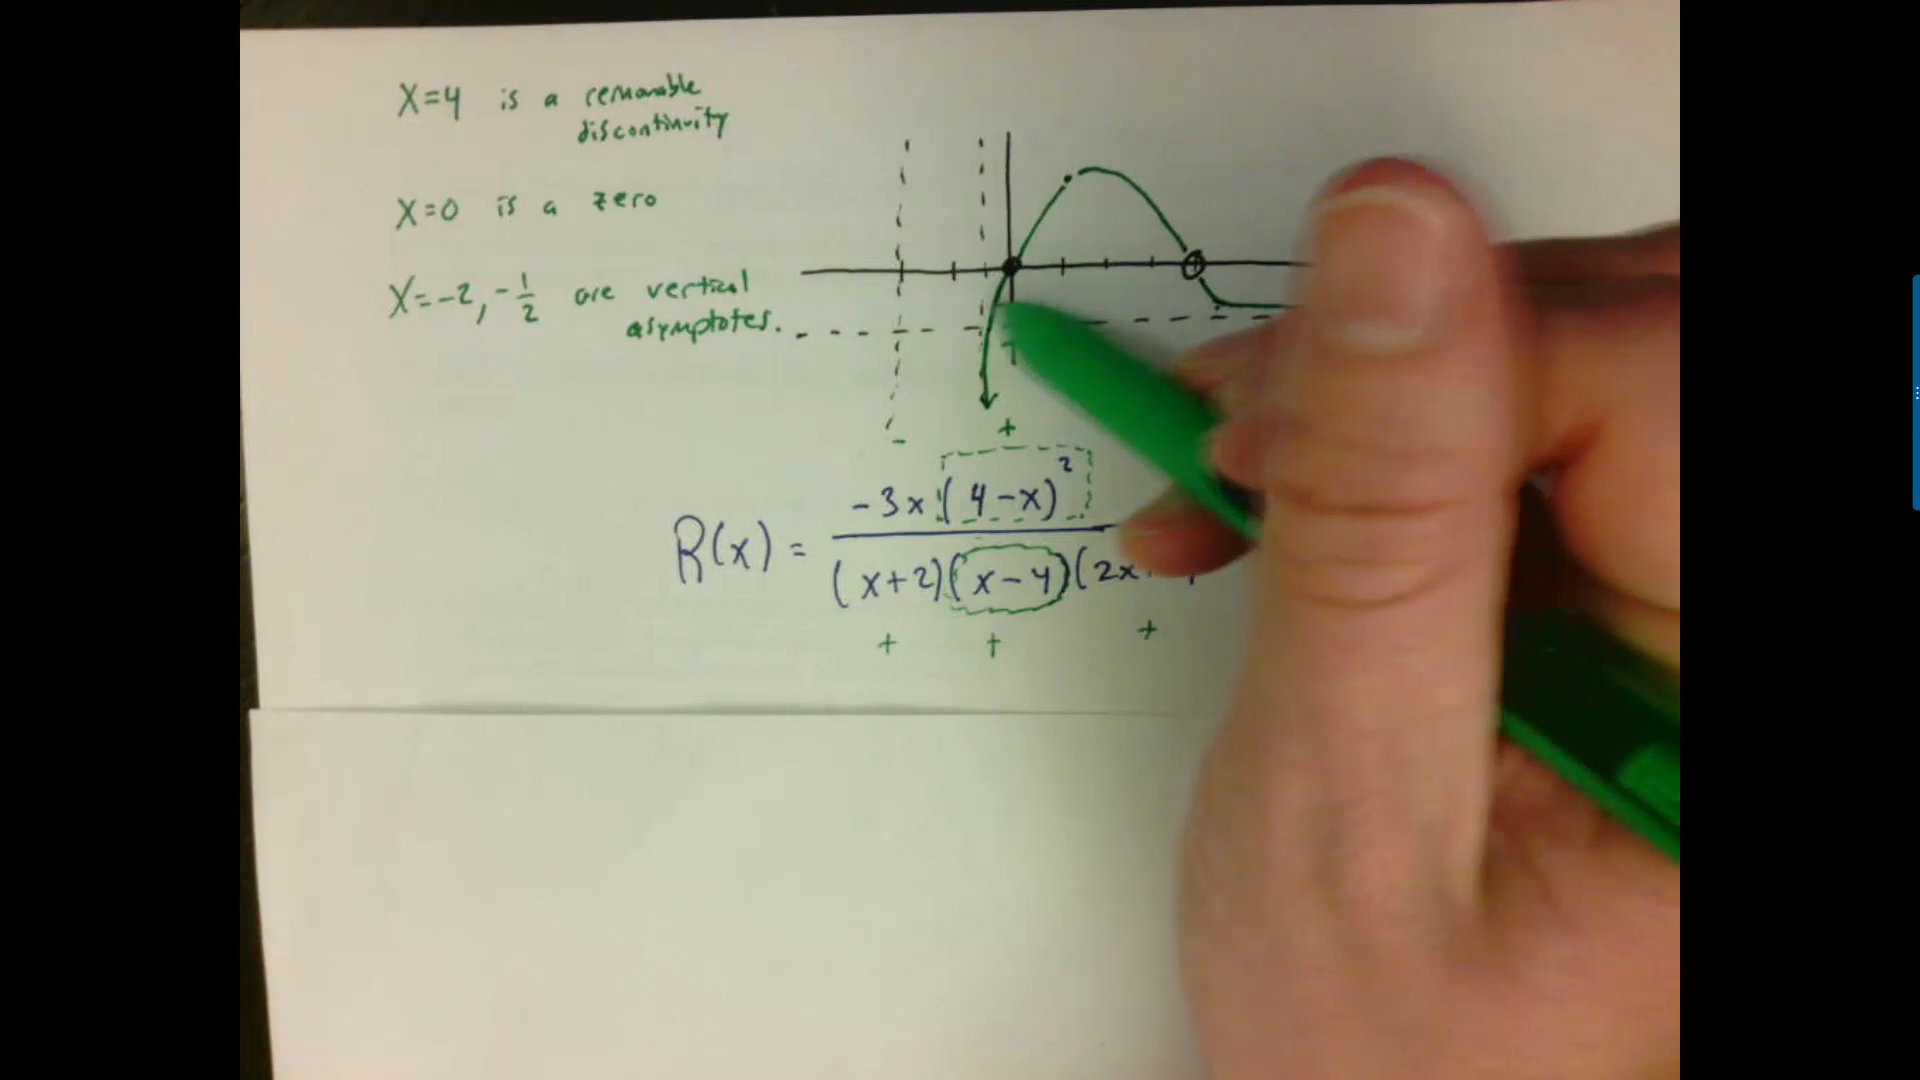 X=4 is a removable
discontinuity
X=0 is a zero
X=-2, -1/2 are vertical
asymptotes.
- +
R(x) = -3x(4-x)²
(x+2)(x-4)(2x
+ + +